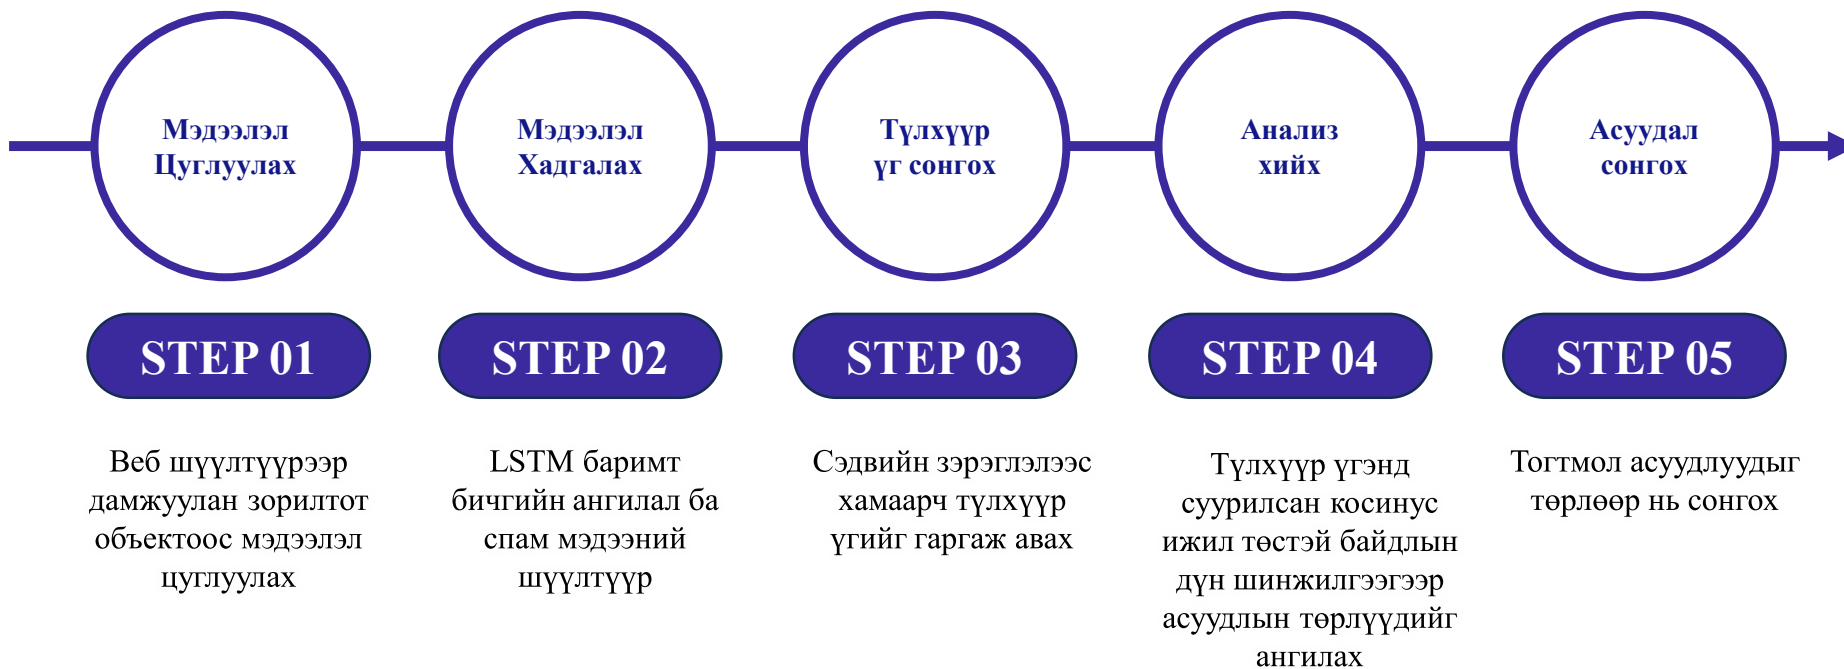 Мэдээлэл
Цуглуулах
Мэдээлэл
Хадгалах
Түлхүүр
үг сонгох
Анализ
хийх
Асуудал
сонгох
STEP 01
STEP 02
STEP 03
STEP 04
STEP 05
Веб шүүлтүүрээр
дамжуулан зорилтот
объектоос мэдээлэл
цуглуулах
LSTM баримт
бичгийн ангилал ба
спам мэдээний
шүүлтүүр
Сэдвийн зэрэглэлээс
хамаарч түлхүүр
үгийг гаргаж авах
Түлхүүр үгэнд
суурилсан косинус
ижил төстэй байдлын
дүн шинжилгээгээр
асуудлын төрлүүдийг
ангилах
Тогтмол асуудлуудыг
төрлөөр нь сонгох